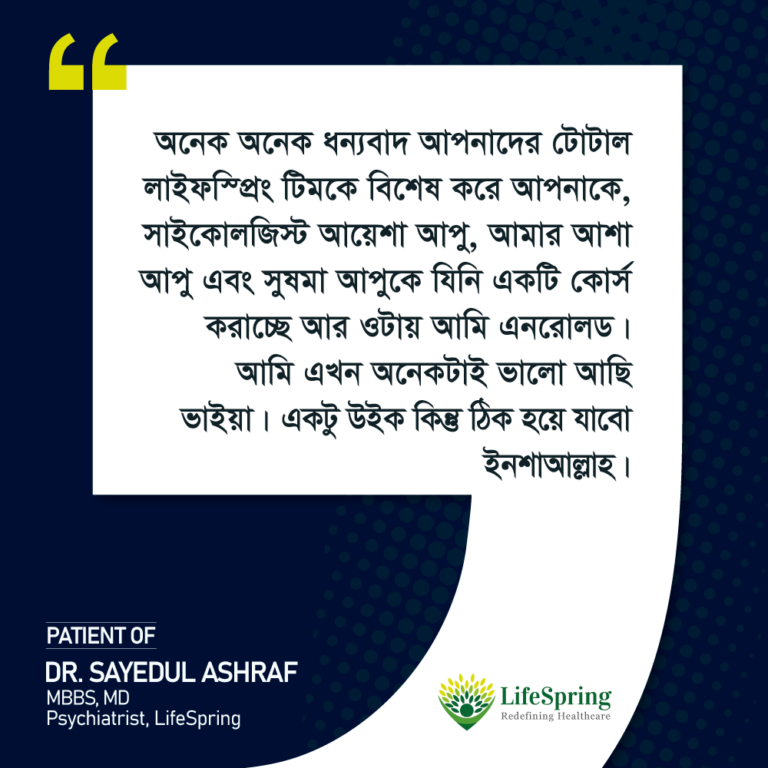 অনেক অনেক ধন্যবাদ আপনাদের টোটাল
লাইফস্প্রিং টিমকে বিশেষ করে আপনাকে,
সাইকোলজিস্ট আয়েশা আপু, আমার আশা
আপু এবং সুষমা আপুকে যিনি একটি কোর্স
করাচ্ছে আর ওটায় আমি এনরোলড।
আমি এখন অনেকটাই ভালো আছি
ভাইয়া। একটু উইক কিন্তু ঠিক হয়ে যাবো
ইনশাআল্লাহ।
PATIENT OF
DR. SAYEDUL ASHRAF
MBBS, MD
Psychiatrist, LifeSpring
LifeSpring
Redefining Healthcare